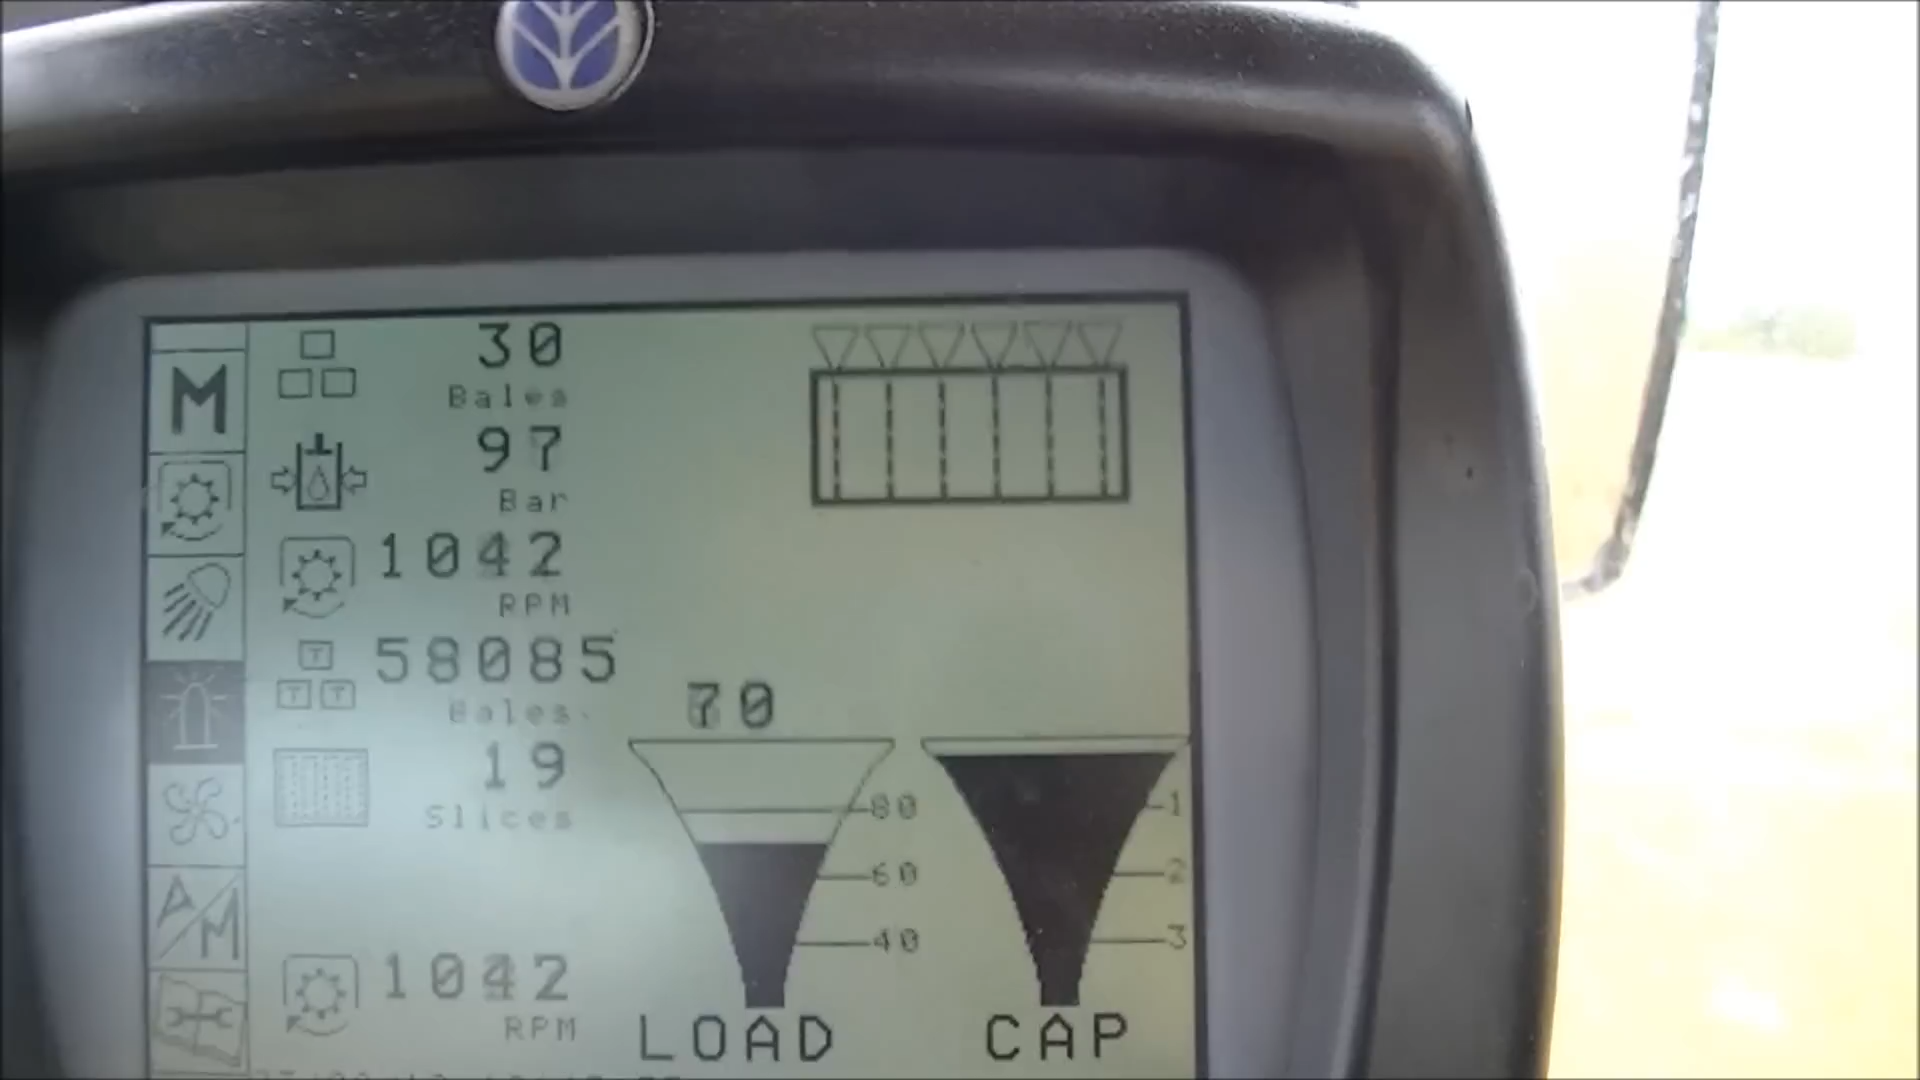 M
30
Bales
97
Bar
1042
RPM
58085
Bales
19
Slices
A/M
1042
RPM
70
80
60
40
LOAD
1
2
3
CAP